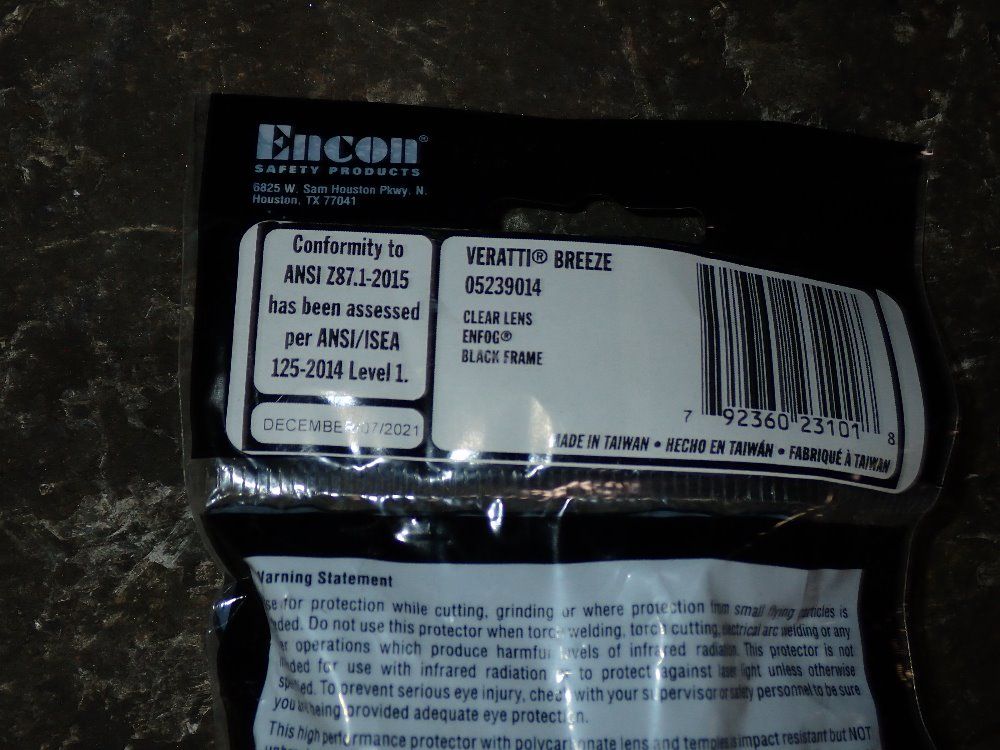 Encon®
SAFETY PRODUCTS
6825 W. Sam Houston Pkwy. N.
Houston, TX 77041
Conformity to
ANSI Z87.1-2015
has been assessed
per ANSI/ISEA
125-2014 Level 1.
DECEMBER/07/2021
VERATTI® BREEZE
05239014
CLEAR LENS
ENFOG®
BLACK FRAME
7 92360 23101 8
MADE IN TAIWAN • HECHO EN TAIWÁN • FABRIQUÉ À TAIWAN
Warning Statement
for protection while cutting, grinding or where protection from small flying particles is
Do not use this protector when torch welding, torch cutting, electrical arc welding or any
operations which produce harmful levels of infrared radiation. This protector is not
for use with infrared radiation or to protect against laser light unless otherwise
To prevent serious eye injury, check with your supervisor or safety personnel to be sure
you being provided adequate eye protection.
This high performance protector with polycarbonate lens and temples is impact resistant but NOT